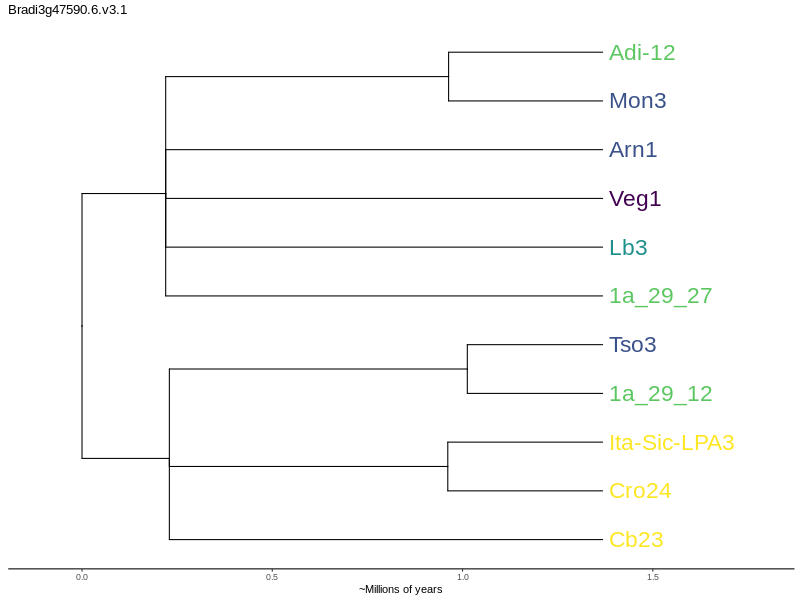 Bradi3g47590.6.v3.1
Adi-12
Mon3
Arn1
Veg1
Lb3
1a_29_27
Tso3
1a_29_12
Ita-Sic-LPA3
Cro24
Cb23
0.0 0.5 1.0 1.5
~Millions of years